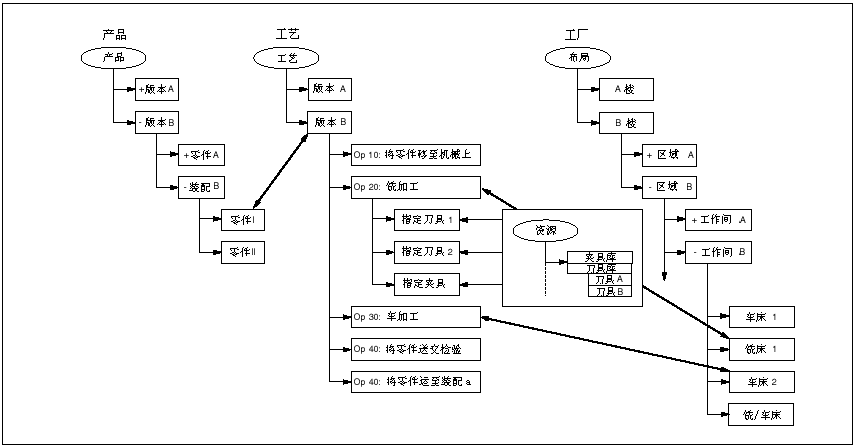 产品
产品
+版本 A
- 版本 B
+零件 A
- 装配 B
零件I
零件II
工艺
工艺
版本 A
版本 B
Op 10: 将零件移至机械上
Op 20: 铣加工
指定刀具 1
指定刀具 2
指定夹具
Op 30: 车加工
Op 40: 将零件送交检验
Op 40: 将零件运至装配 a
资源
夹具库
刀具库
刀具 A
刀具 B
工厂
布局
A 楼
B 楼
+ 区域 A
- 区域 B
+ 工作间 .A
- 工作间 .B
车床 1
铣床 1
车床 2
铣/车床